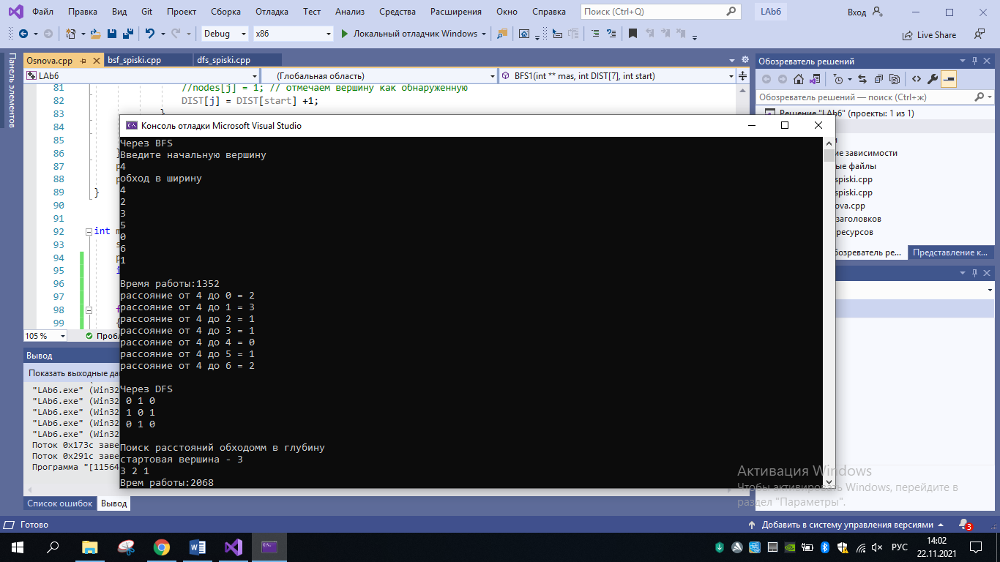 Файл Правка Вид Git Проект Сборка Отладка Тест Анализ Средства Расширения Окно Справка Поиск (Ctrl+Q) LAb6 Вход
Debug x86 Локальный отладчик Windows Live Share
Панель элементов
Osnova.cpp bsf_spiski.cpp dfs_spiski.cpp
LAb6 (Глобальная область) BFS1(int ** mas, int DIST[7], int start)
81 //nodes[j] = 1; // отмечаем вершину как обнаруженную
82 DIST[j] = DIST[start] +1;
83 }
84
85
86 }
87
88
89 }
90
91
92 int
93
94
95
96
97
98
99 {
105 %
Консоль отладки Microsoft Visual Studio
Через BFS
Введите начальную вершину
4
обход в ширину
4
2
3
5
0
6
1
Время работы:1352
рассояние от 4 до 0 = 2
рассояние от 4 до 1 = 3
рассояние от 4 до 2 = 1
рассояние от 4 до 3 = 1
рассояние от 4 до 4 = 0
рассояние от 4 до 5 = 1
рассояние от 4 до 6 = 2
Через DFS
0 1 0
1 0 1
0 1 0
Поиск расстояний обходомм в глубину
стартовая вершина - 3
3 2 1
Врем работы:2068
Обозреватель решений
Обозреватель решений — поиск (Ctrl+ж)
Решение "LAb6" (проекты: 1 из 1)
ие зависимости
ые файлы
spiski.cpp
spiski.cpp
ova.cpp
заголовков
ресурсов
бозреватель ре... Представление к...
Вывод
Показать выходные да
"LAb6.exe" (Win32
"LAb6.exe" (Win32
"LAb6.exe" (Win32
"LAb6.exe" (Win32
"LAb6.exe" (Win32
Поток 0x173c заве
Поток 0x291c заве
Программа "[11564
Список ошибок Вывод
Активация Windows
Чтобы активировать Windows, перейдите в
раздел "Параметры".
Готово Добавить в систему управления версиями 3
РУС 14:02
22.11.2021